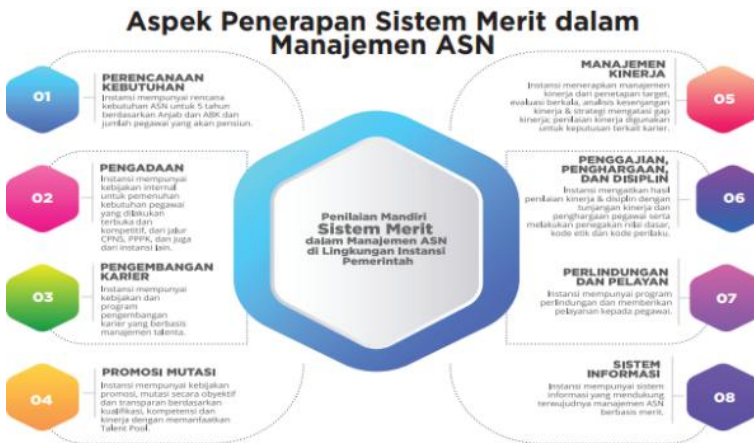 Aspek Penerapan Sistem Merit dalam
Manajemen ASN
01
PERENCANAAN
KEBUTUHAN
Instansi mempunyai rencana
kebutuhan ASN untuk 5 tahun
berdasarkan Anjab dan ABK dan
jumlah pegawai yang akan pensiun.
02
PENGADAAN
Instansi mempunyai
kebijakan internal
untuk pemenuhan
kebutuhan pegawai
yang dilakukan
terbuka dan
kompetitif, dari jalur
CPNS, PPPK, dan juga
dari instansi lain.
03
PENGEMBANGAN
KARIER
Instansi mempunyai
kebijakan dan
program
pengembangan
karier yang berbasis
manajemen talenta.
04
PROMOSI MUTASI
Instansi mempunyai kebijakan
promosi, mutasi secara obyektif
dan transparan berdasarkan
kualifikasi, kompetensi dan
kinerja dengan memanfaatkan
Talent Pool.
Penilaian Mandiri
Sistem Merit
dalam Manajemen ASN
di Lingkungan Instansi
Pemerintah
MANAJEMEN
KINERJA
Instansi menerapkan manajemen
kinerja dari penetapan target,
evaluasi berkala, analisis kesenjangan
kinerja & strategi mengatasi gap
kinerja; penilaian kinerja digunakan
untuk keputusan terkait karier.
05
PENGGAJIAN,
PENGHARGAAN,
DAN DISIPLIN
Instansi mengaitkan hasil
penilaian kinerja & disiplin dengan
tunjangan kinerja dan
penghargaan pegawai serta
melakukan penegakan nilai dasar,
kode etik dan kode perilaku.
06
PERLINDUNGAN
DAN PELAYAN
Instansi mempunyai program
perlindungan dan memberikan
pelayanan kepada pegawai.
07
SISTEM
INFORMASI
Instansi mempunyai sistem
informasi yang mendukung
terwujudnya manajemen ASN
berbasis merit.
08